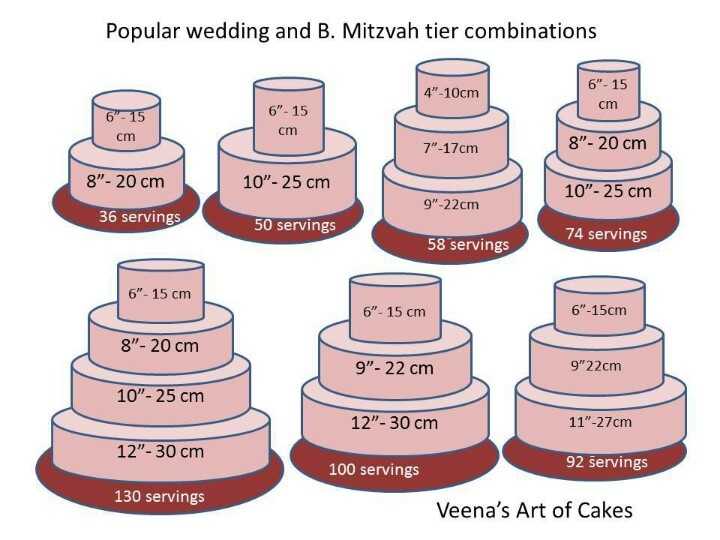 Popular wedding and B. Mitzvah tier combinations
6”- 15
cm
8”- 20 cm
36 servings
6”- 15
cm
10”- 25 cm
50 servings
4”-10cm
7”-17cm
9”-22cm
58 servings
6”- 15
cm
8”- 20 cm
10”- 25 cm
74 servings
6”- 15 cm
8”- 20 cm
10”- 25 cm
12”- 30 cm
130 servings
6”- 15 cm
9”- 22 cm
12”- 30 cm
100 servings
6”-15cm
9”22cm
11”-27cm
92 servings
Veena’s Art of Cakes